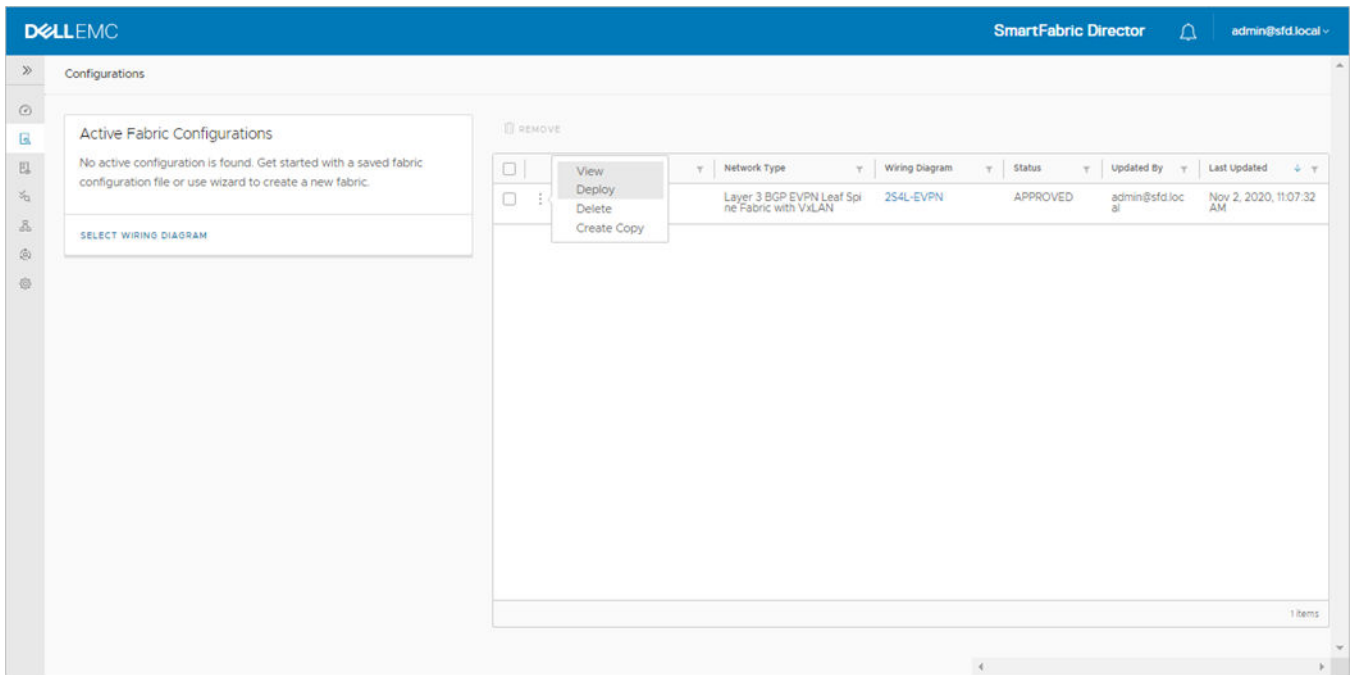 DELLEMC
SmartFabric Director
admin@sfd.local
Configurations
Active Fabric Configurations
No active configuration is found. Get started with a saved fabric
configuration file or use wizard to create a new fabric.
SELECT WIRING DIAGRAM
REMOVE
View
Deploy
Delete
Create Copy
Network Type
Wiring Diagram
Status
Updated By
Last Updated
Layer 3 BGP EVPN Leaf Spi
ne Fabric with VxLAN
2S4L-EVPN
APPROVED
admin@sfd.loc
al
Nov 2, 2020, 11:07:32
AM
1 items